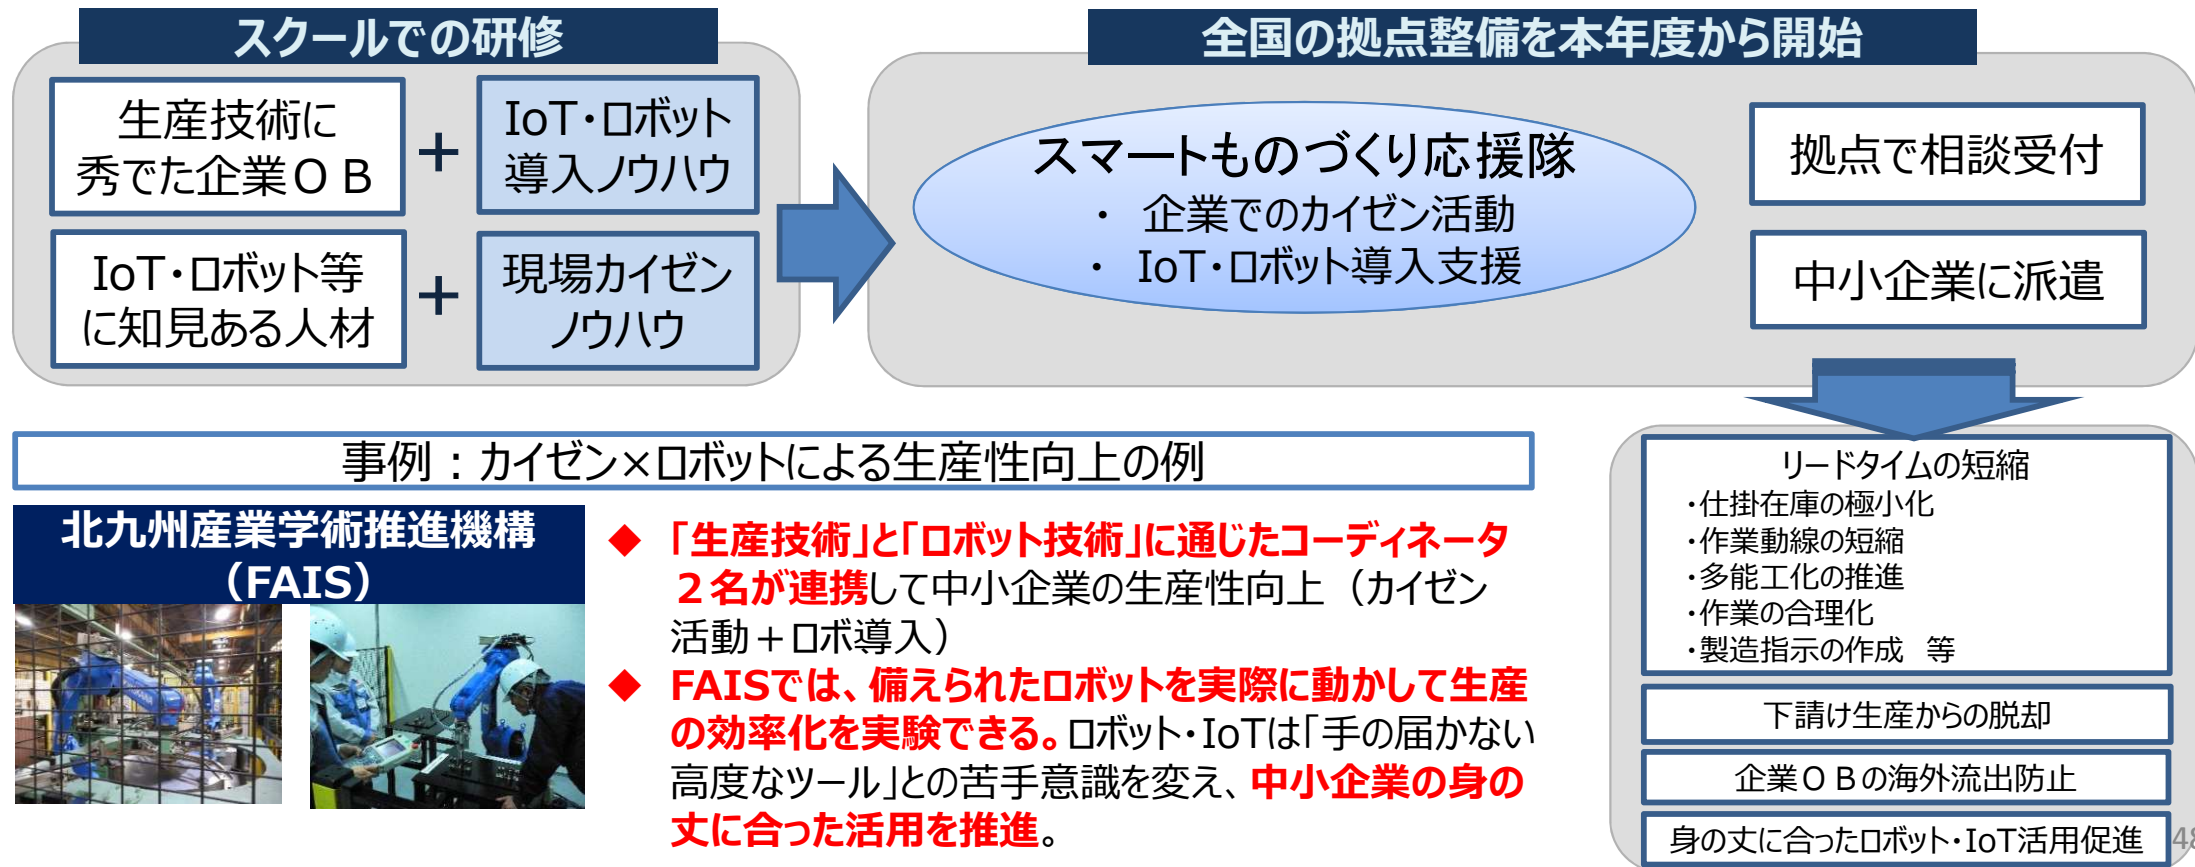 スクールでの研修
生産技術に
秀でた企業ＯＢ
+
IoT・ロボット
導入ノウハウ
IoT・ロボット等
に知見ある人材
+
現場カイゼン
ノウハウ
全国の拠点整備を本年度から開始
スマートものづくり応援隊
・ 企業でのカイゼン活動
・ IoT・ロボット導入支援
拠点で相談受付
中小企業に派遣
事例：カイゼン×ロボットによる生産性向上の例
北九州産業学術推進機構
（FAIS）
◆ 「生産技術」と「ロボット技術」に通じたコーディネータ
２名が連携して中小企業の生産性向上（カイゼン
活動＋ロボ導入）
◆ FAISでは、備えられたロボットを実際に動かして生産
の効率化を実験できる。ロボット・IoTは「手の届かない
高度なツール」との苦手意識を変え、中小企業の身の
丈に合った活用を推進。
リードタイムの短縮
・仕掛在庫の極小化
・作業動線の短縮
・多能工化の推進
・作業の合理化
・製造指示の作成 等
下請け生産からの脱却
企業ＯＢの海外流出防止
身の丈に合ったロボット・IoT活用促進
48